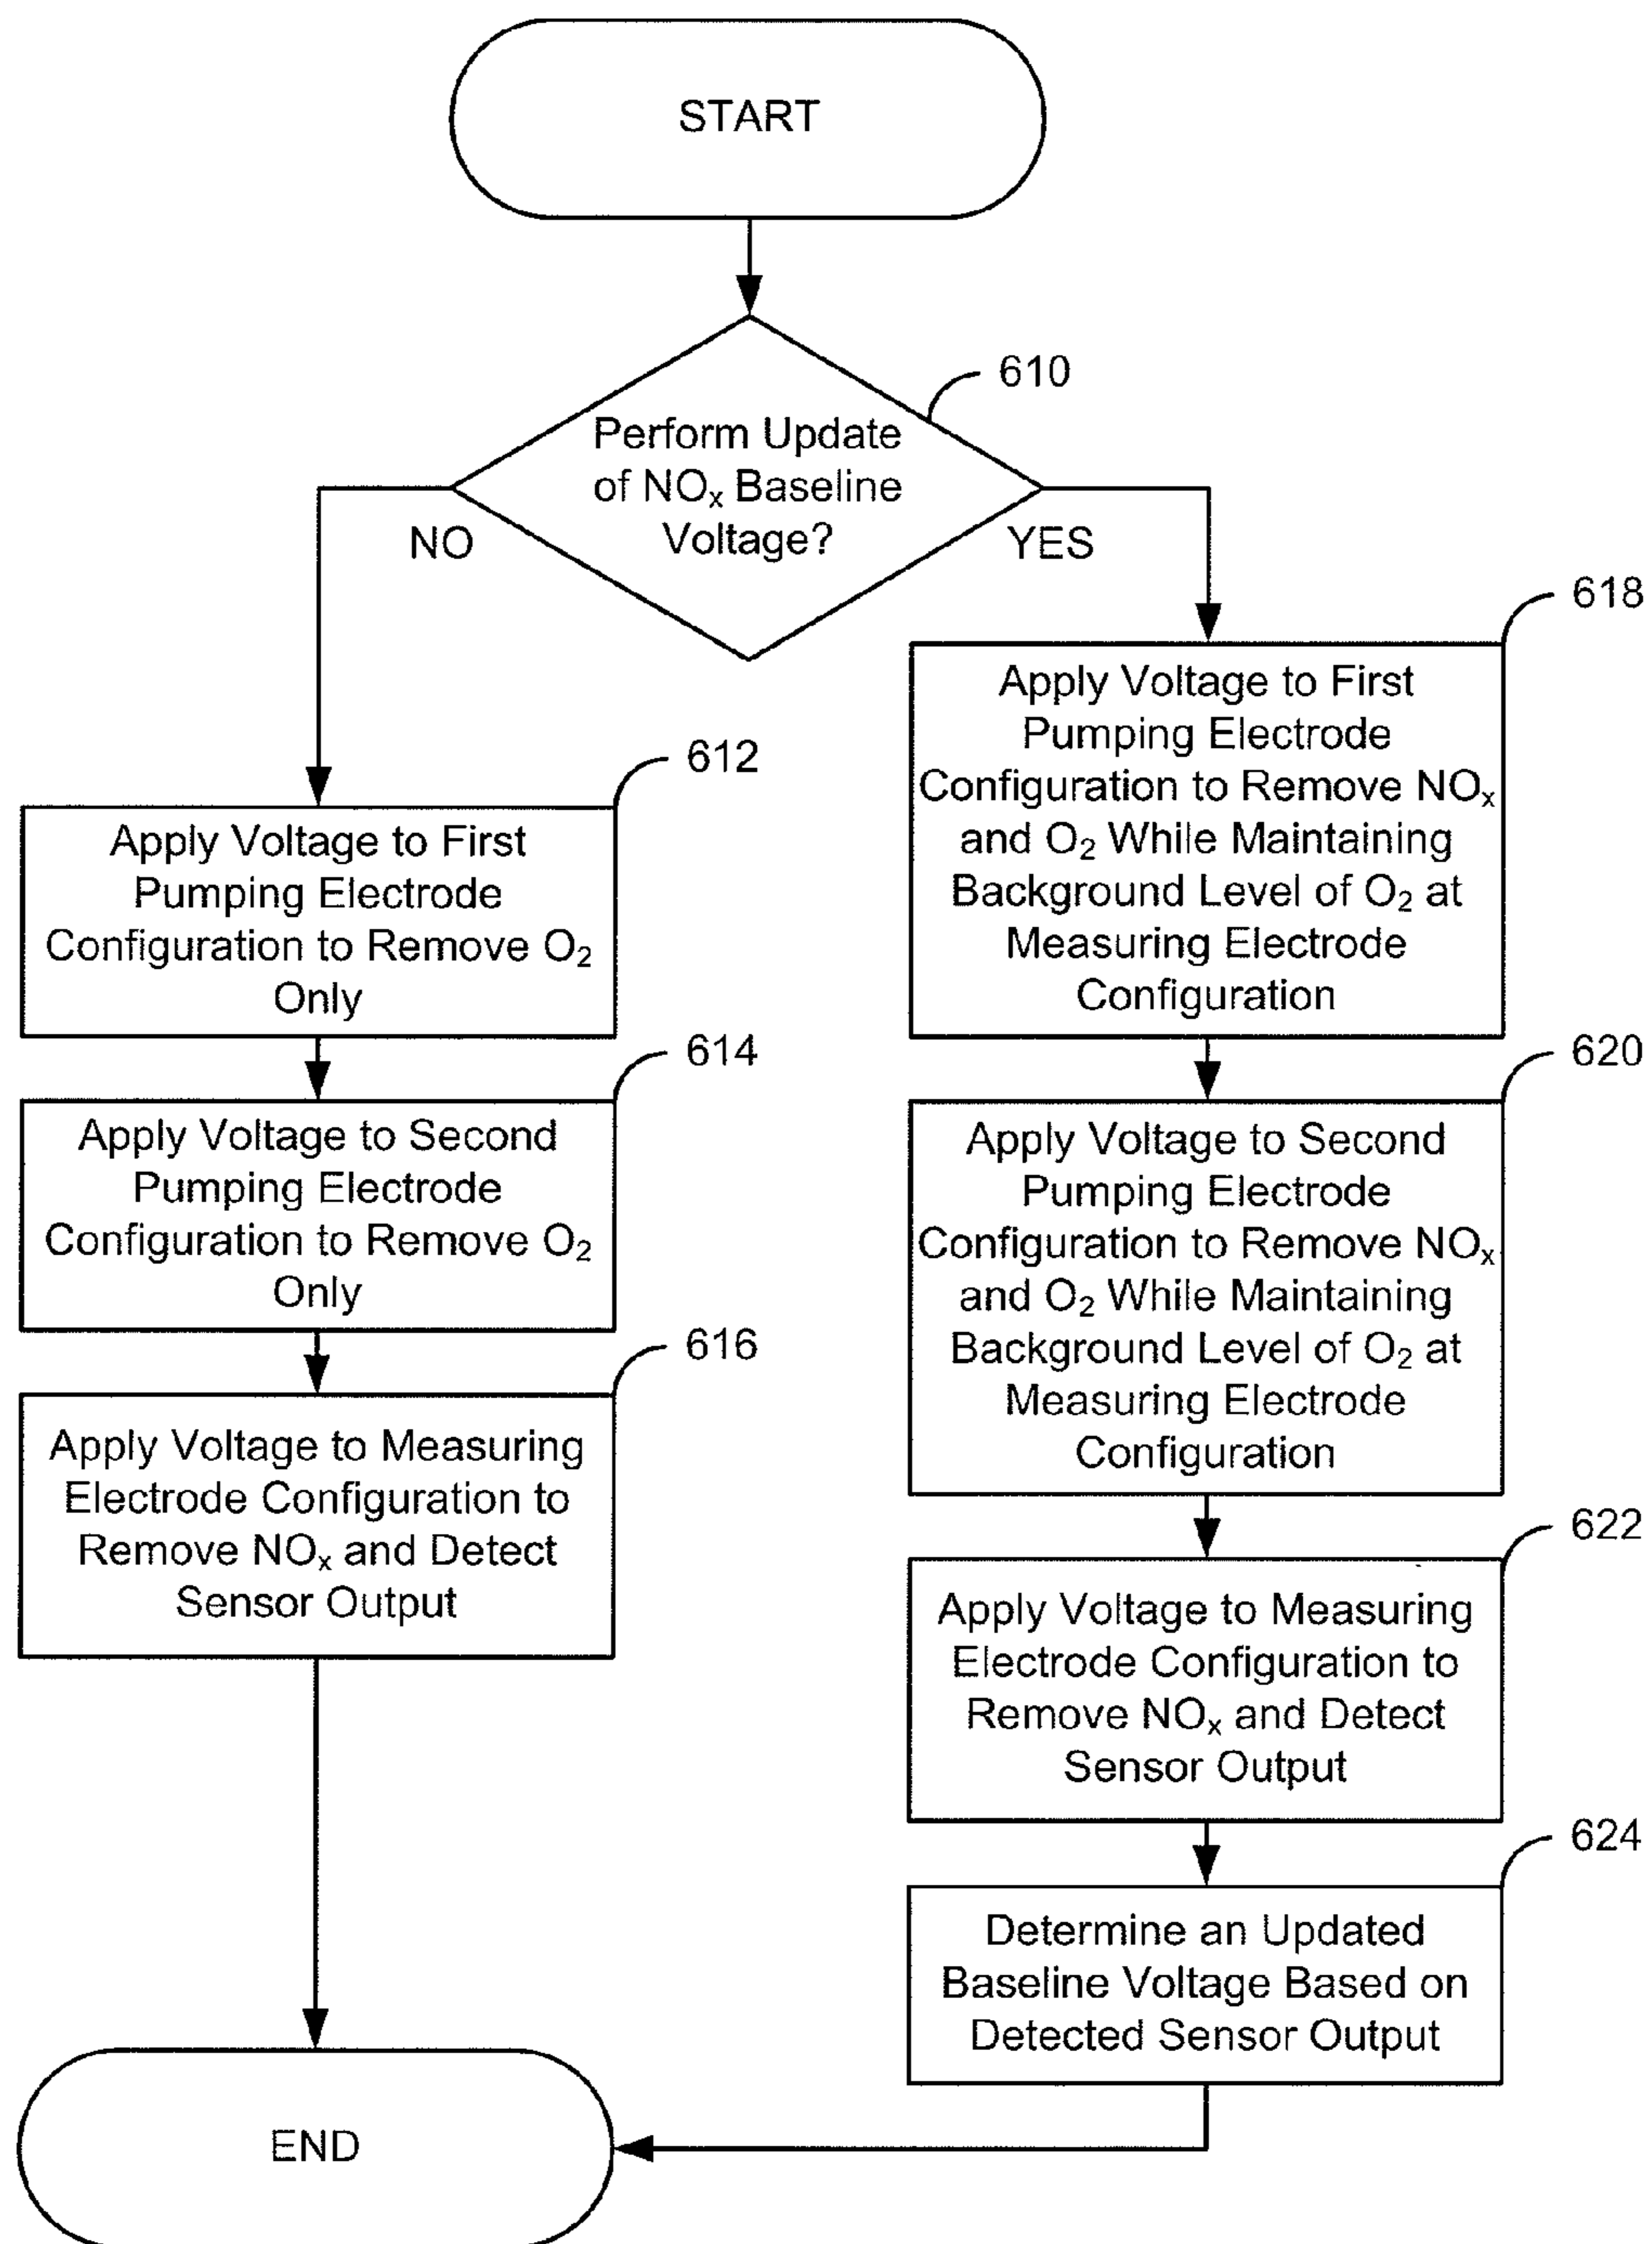 START
610
Perform Update
of NOₓ Baseline
Voltage?
NO
YES
612
Apply Voltage to First
Pumping Electrode
Configuration to Remove O₂
Only
614
Apply Voltage to Second
Pumping Electrode
Configuration to Remove O₂
Only
616
Apply Voltage to Measuring
Electrode Configuration to
Remove NOₓ and Detect
Sensor Output
618
Apply Voltage to First
Pumping Electrode
Configuration to Remove NOₓ
and O₂ While Maintaining
Background Level of O₂ at
Measuring Electrode
Configuration
620
Apply Voltage to Second
Pumping Electrode
Configuration to Remove NOₓ
and O₂ While Maintaining
Background Level of O₂ at
Measuring Electrode
Configuration
622
Apply Voltage to Measuring
Electrode Configuration to
Remove NOₓ and Detect
Sensor Output
624
Determine an Updated
Baseline Voltage Based on
Detected Sensor Output
END